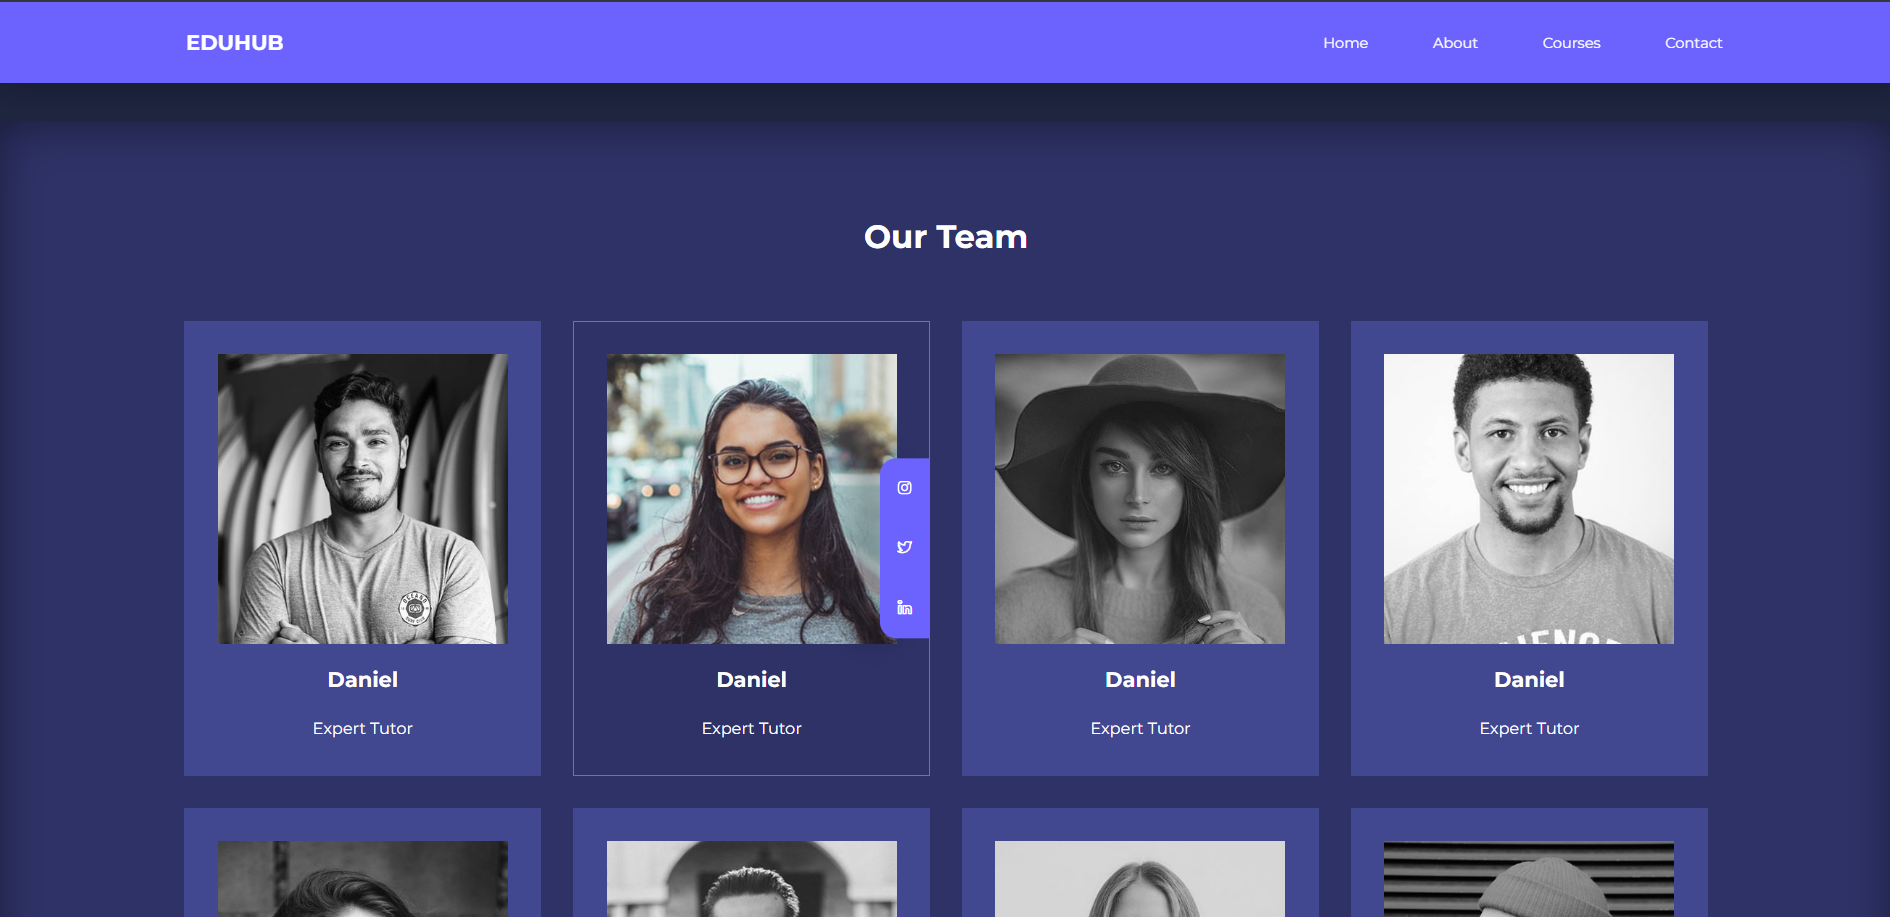 EDUHUB
Home About Courses Contact
Our Team
Daniel
Expert Tutor
Daniel
Expert Tutor
Daniel
Expert Tutor
Daniel
Expert Tutor